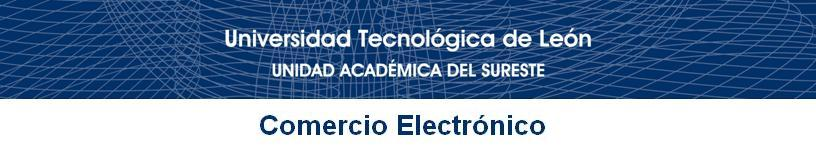 Universidad Tecnológica de León
UNIDAD ACADÉMICA DEL SURESTE
Comercio Electrónico